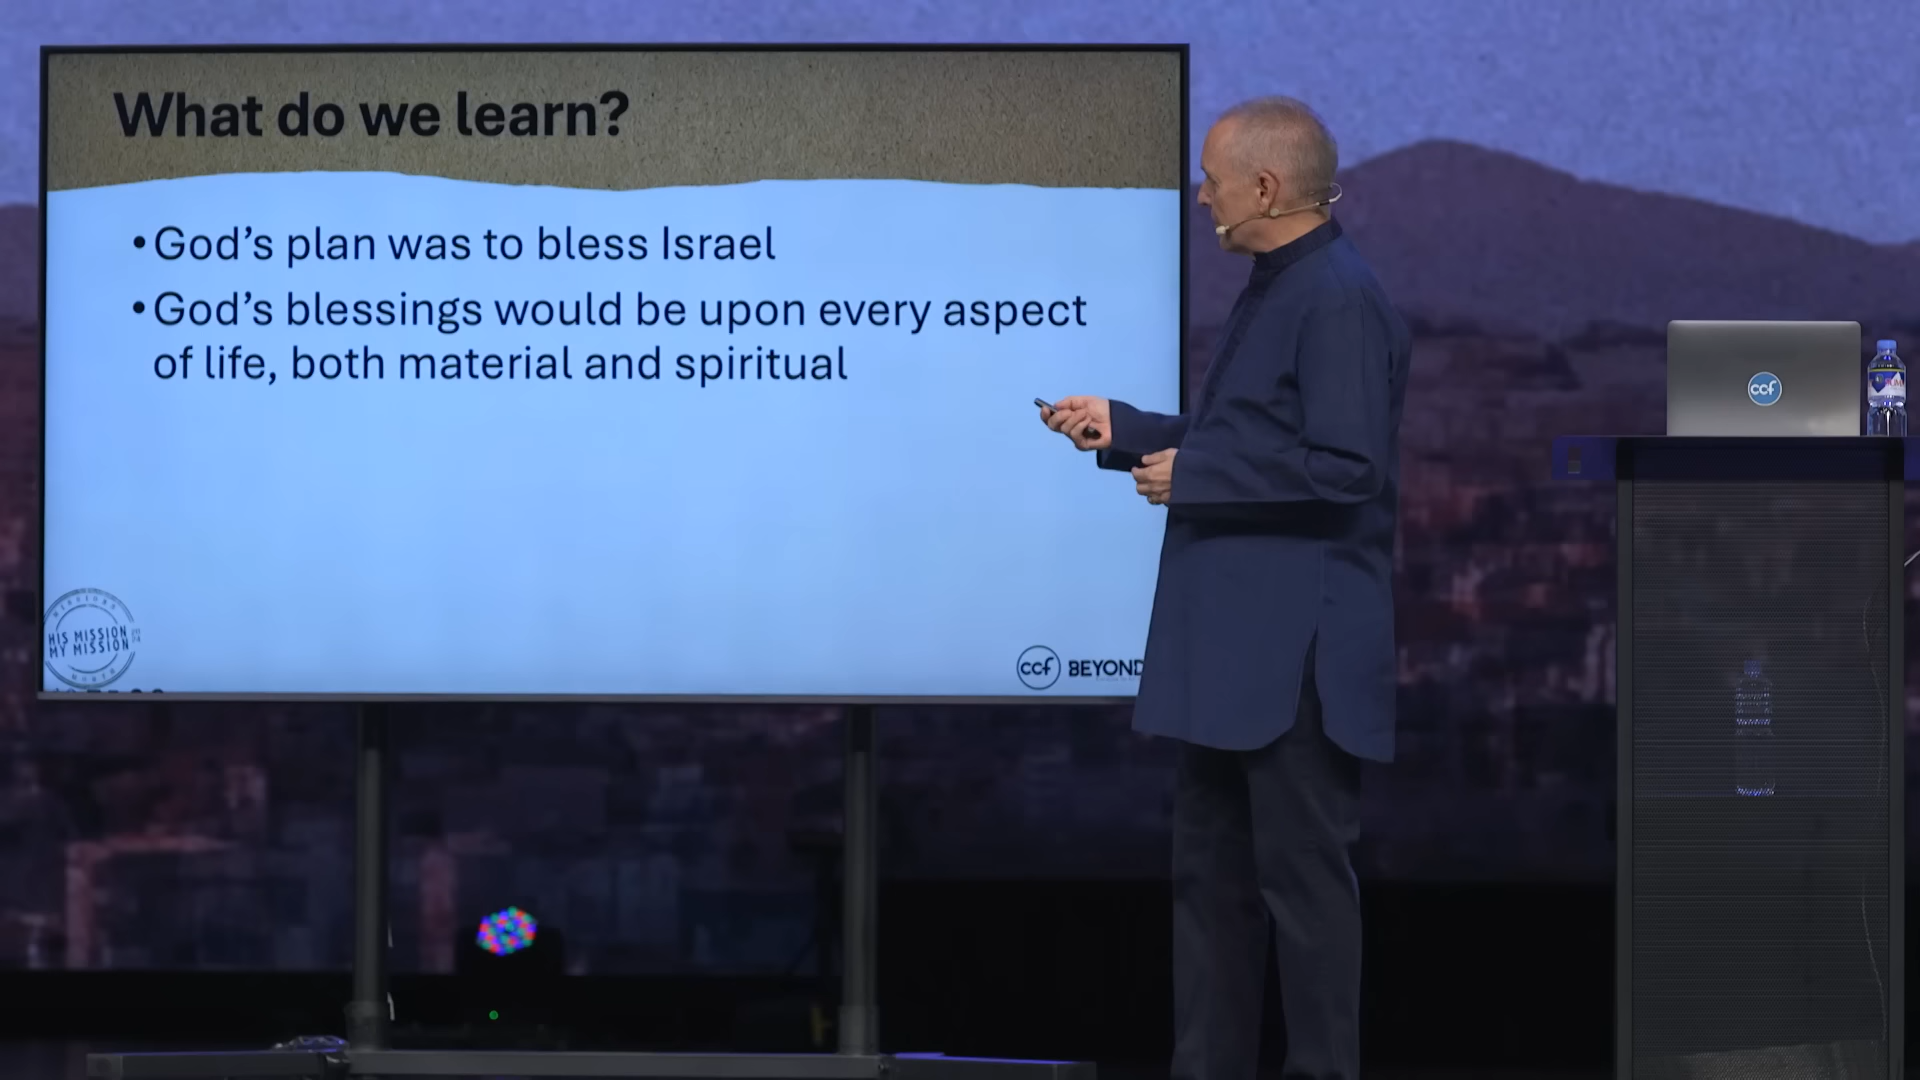 What do we learn?
•God's plan was to bless Israel
•God's blessings would be upon every aspect
of life, both material and spiritual
HIS MISSION
MY MISSION
ccf BEYOND
ccf